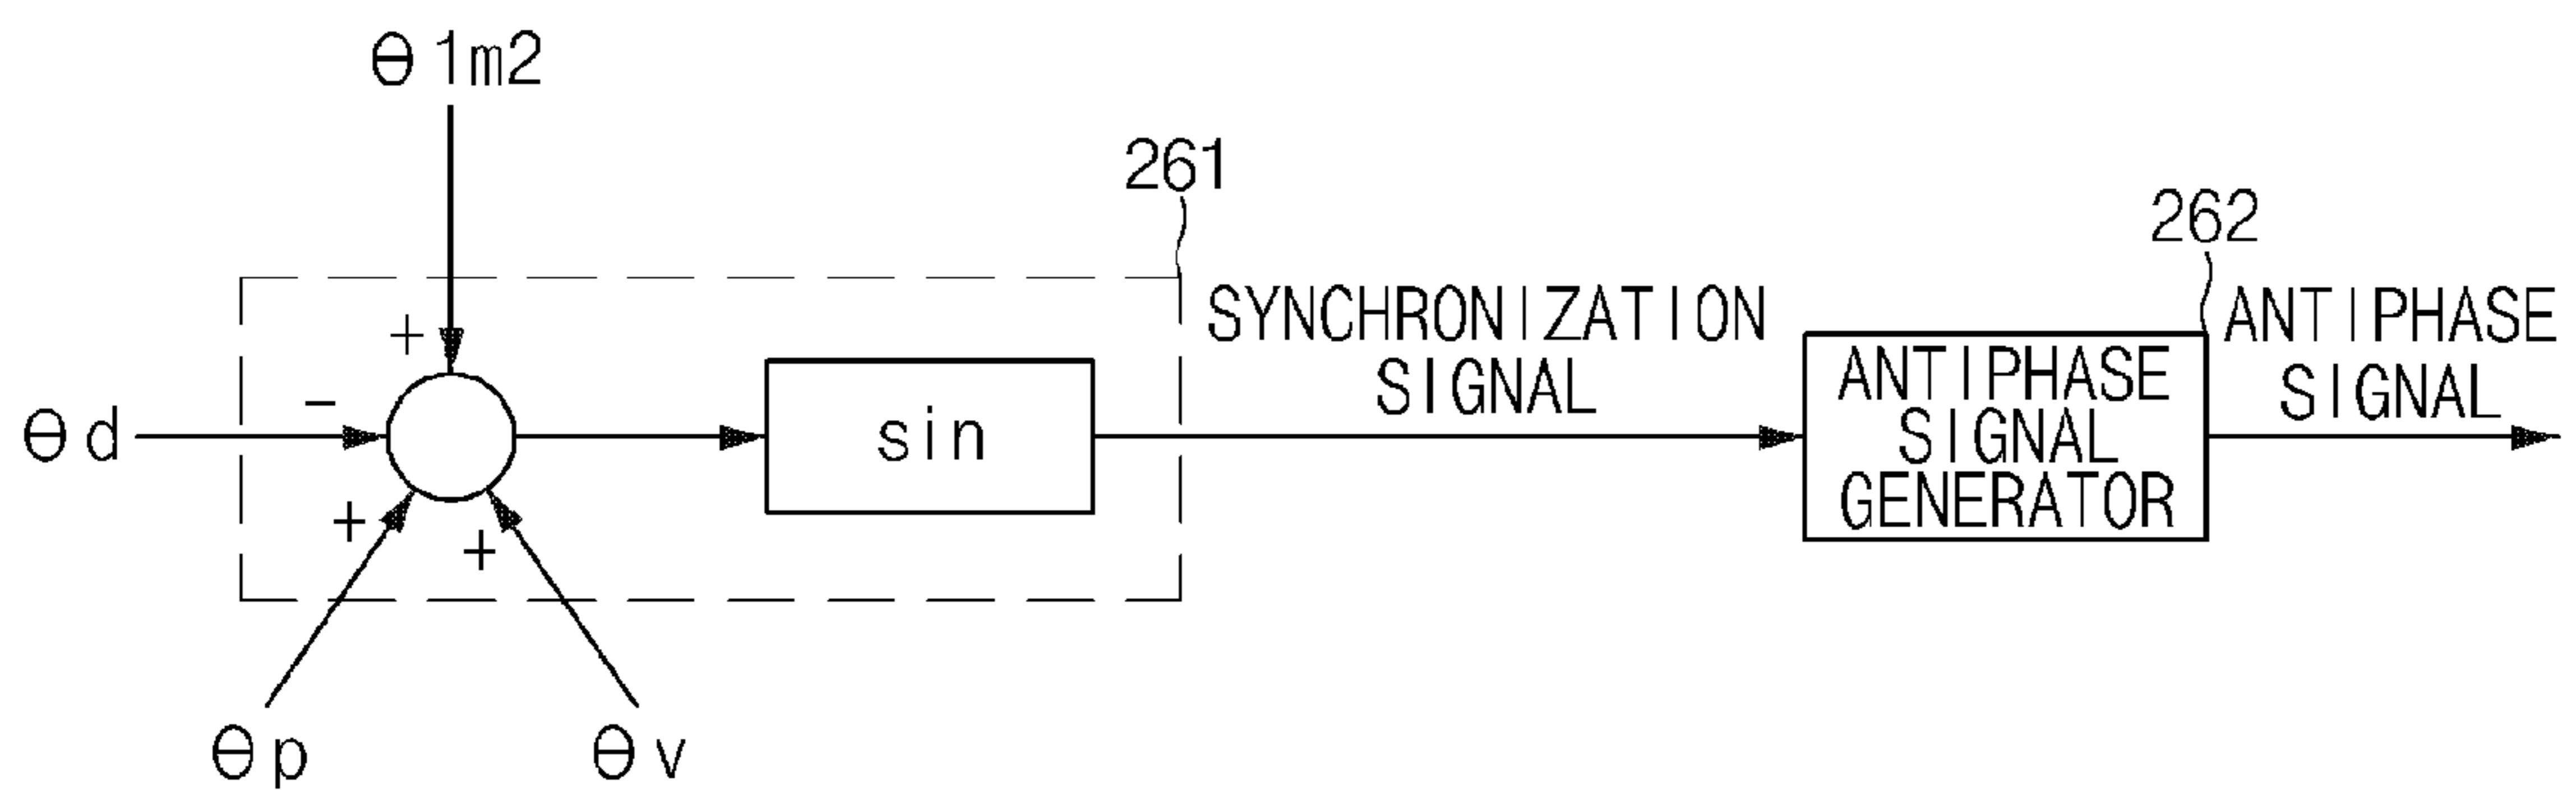 θ1m2
261
262
SYNCHRONIZATION
SIGNAL
ANTIPHASE
SIGNAL
+
-
θd
sin
ANTIPHASE
SIGNAL
GENERATOR
+
+
θp
θv